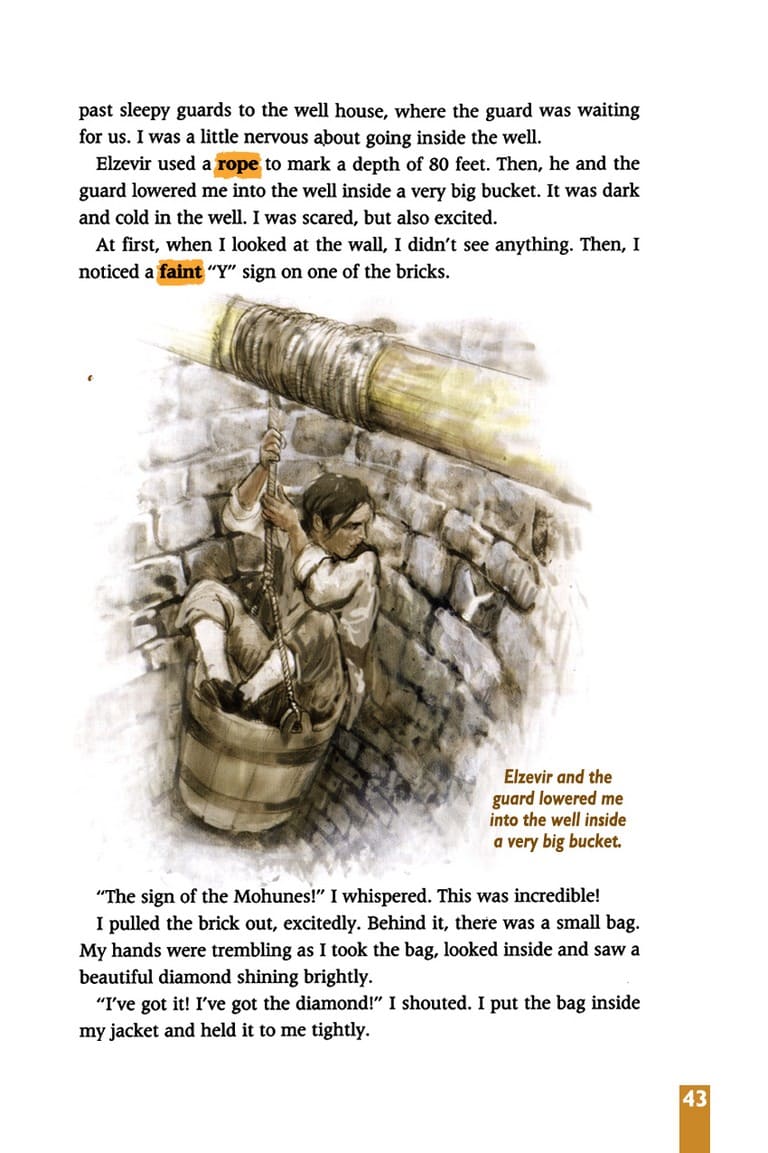 past sleepy guards to the well house, where the guard was waiting
for us. I was a little nervous about going inside the well.
Elzevir used a rope to mark a depth of 80 feet. Then, he and the
guard lowered me into the well inside a very big bucket. It was dark
and cold in the well. I was scared, but also excited.
At first, when I looked at the wall, I didn’t see anything. Then, I
noticed a faint “Y” sign on one of the bricks.
Elzevir and the
guard lowered me
into the well inside
a very big bucket.
“The sign of the Mohunes!” I whispered. This was incredible!
I pulled the brick out, excitedly. Behind it, there was a small bag.
My hands were trembling as I took the bag, looked inside and saw a
beautiful diamond shining brightly.
“I’ve got it! I’ve got the diamond!” I shouted. I put the bag inside
my jacket and held it to me tightly.
43